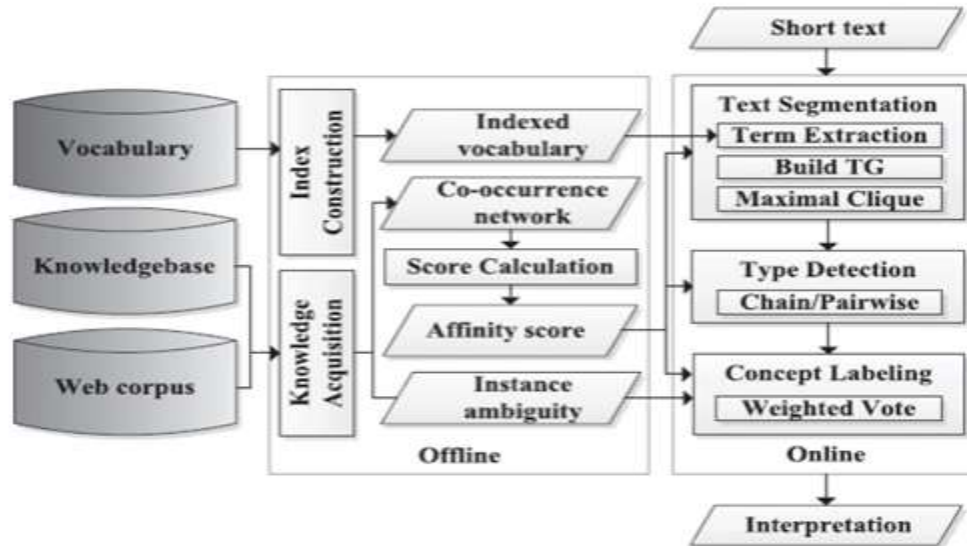 Short text
Vocabulary
Knowledgebase
Web corpus
Index
Construction
Knowledge
Acquisition
Indexed
vocabulary
Co-occurrence
network
Score Calculation
Affinity score
Instance
ambiguity
Offline
Text Segmentation
Term Extraction
Build TG
Maximal Clique
Type Detection
Chain/Pairwise
Concept Labeling
Weighted Vote
Online
Interpretation